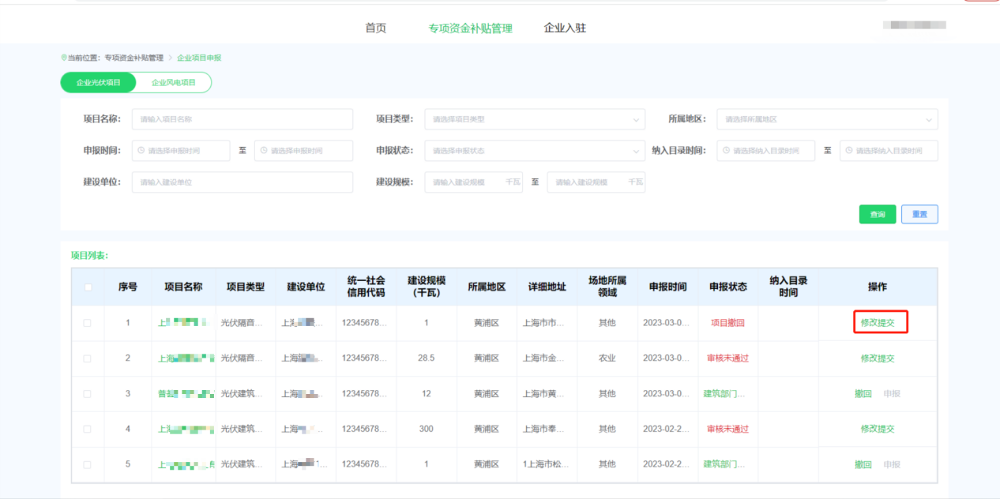 首页 专项资金补贴管理 企业入驻
当前位置：专项资金补贴管理 > 企业项目申报
企业光伏项目 企业风电项目
项目名称： 请输入项目名称 项目类型： 请选择项目类型 所属地区： 请选择所属地区
申报时间： 请选择申报时间 至 请选择申报时间 申报状态： 请选择申报状态 纳入目录时间： 请选择纳入目录时间 至 请选择纳入目录时间
建设单位： 请输入建设单位 建设规模： 请输入建设规模 千瓦 至 请输入建设规模 千瓦
查询 重置
项目列表：
序号 项目名称 项目类型 建设单位 统一社会信用代码 建设规模（千瓦） 所属地区 详细地址 场地所属领域 申报时间 申报状态 纳入目录时间 操作
1 上 光伏隔音... 上海 ... 12345678... 1 黄浦区 上海市市... 其他 2023-03-0... 项目撤回 修改提交
2 上海 光伏隔音... 上海 ... 12345678... 28.5 黄浦区 上海市金... 农业 2023-03-0... 审核未通过 修改提交
3 普 光伏建筑... 上海 ... 12345678... 12 黄浦区 上海市黄... 其他 2023-03-0... 建筑部门... 撤回 申报
4 上 光伏建筑... 上海 ... 12345678... 300 黄浦区 上海市奉... 其他 2023-02-2... 审核未通过 修改提交
5 上 光伏建筑... 上海 ... 12345678... 1 黄浦区 1上海市松... 其他 2023-02-2... 建筑部门... 撤回 申报